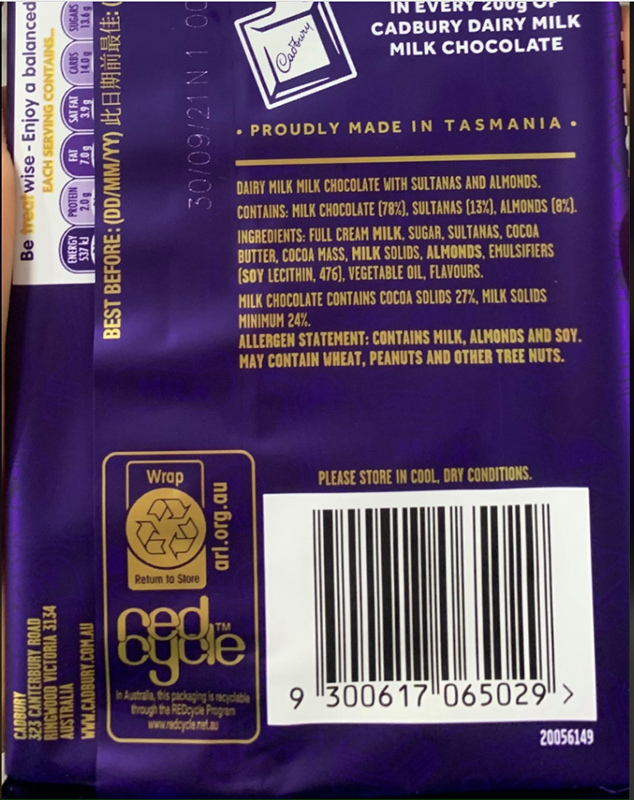 IN EVERY 200g OF
CADBURY DAIRY MILK
MILK CHOCOLATE
Cadbury
• PROUDLY MADE IN TASMANIA •
DAIRY MILK MILK CHOCOLATE WITH SULTANAS AND ALMONDS.
CONTAINS: MILK CHOCOLATE (78%), SULTANAS (13%), ALMONDS (8%).
INGREDIENTS: FULL CREAM MILK, SUGAR, SULTANAS, COCOA
BUTTER, COCOA MASS, MILK SOLIDS, ALMONDS, EMULSIFIERS
(SOY LECITHIN, 476), VEGETABLE OIL, FLAVOURS.
MILK CHOCOLATE CONTAINS COCOA SOLIDS 27%, MILK SOLIDS
MINIMUM 24%.
ALLERGEN STATEMENT: CONTAINS MILK, ALMONDS AND SOY.
MAY CONTAIN WHEAT, PEANUTS AND OTHER TREE NUTS.
Be treat wise - Enjoy a balanced
EACH SERVING CONTAINS...
ENERGY
537 kJ
PROTEIN
2.0 g
FAT
7.0 g
SAT FAT
3.9 g
CARBS
14.0 g
SUGARS
13.6 g
BEST BEFORE: (DD/MM/YY) 此日期前最佳: (
30/09/21N1 00
PLEASE STORE IN COOL, DRY CONDITIONS.
Wrap
Return to Store
arl.org.au
red
cycle™
In Australia, this packaging is recyclable
through the REDcycle Program
www.redcycle.net.au
CADBURY
323 CANTERBURY ROAD
RINGWOOD VICTORIA 3134
AUSTRALIA
WWW.CADBURY.COM.AU
9 300617 065029 >
20056149